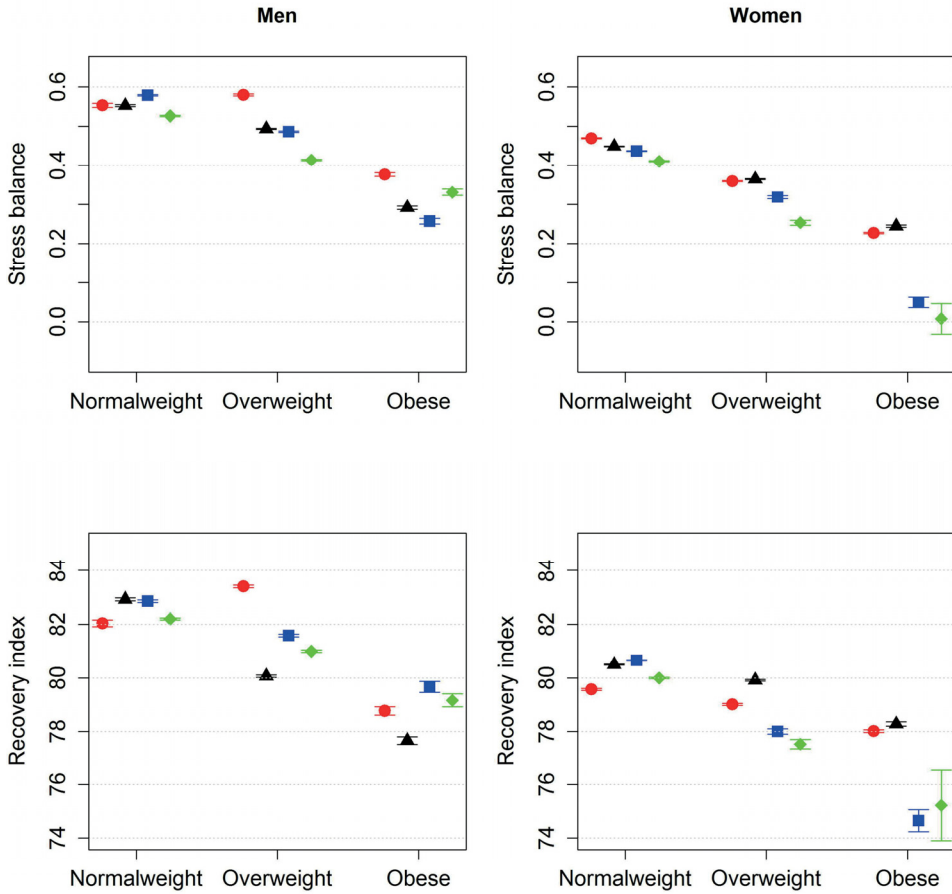 Men
Stress balance
0.6
0.4
0.2
0.0
Normalweight Overweight Obese
Women
Stress balance
0.6
0.4
0.2
0.0
Normalweight Overweight Obese
Recovery index
84
82
80
78
76
74
Normalweight Overweight Obese
Recovery index
84
82
80
78
76
74
Normalweight Overweight Obese